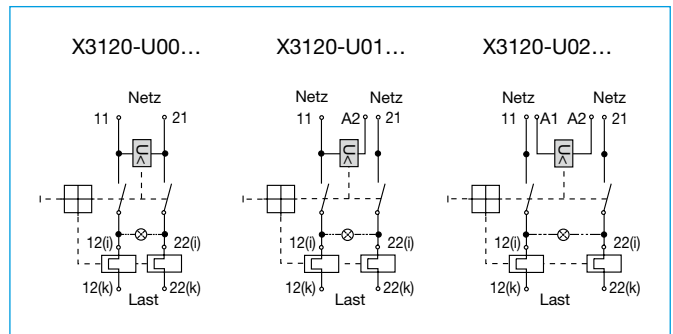 X3120-U00... X3120-U01... X3120-U02...
Netz Netz Netz Netz Netz
11 21 11 A2 21 11 A1 A2 21
U< U< U<
12(i) 22(i) 12(i) 22(i) 12(i) 22(i)
12(k) 22(k) 12(k) 22(k) 12(k) 22(k)
Last Last Last